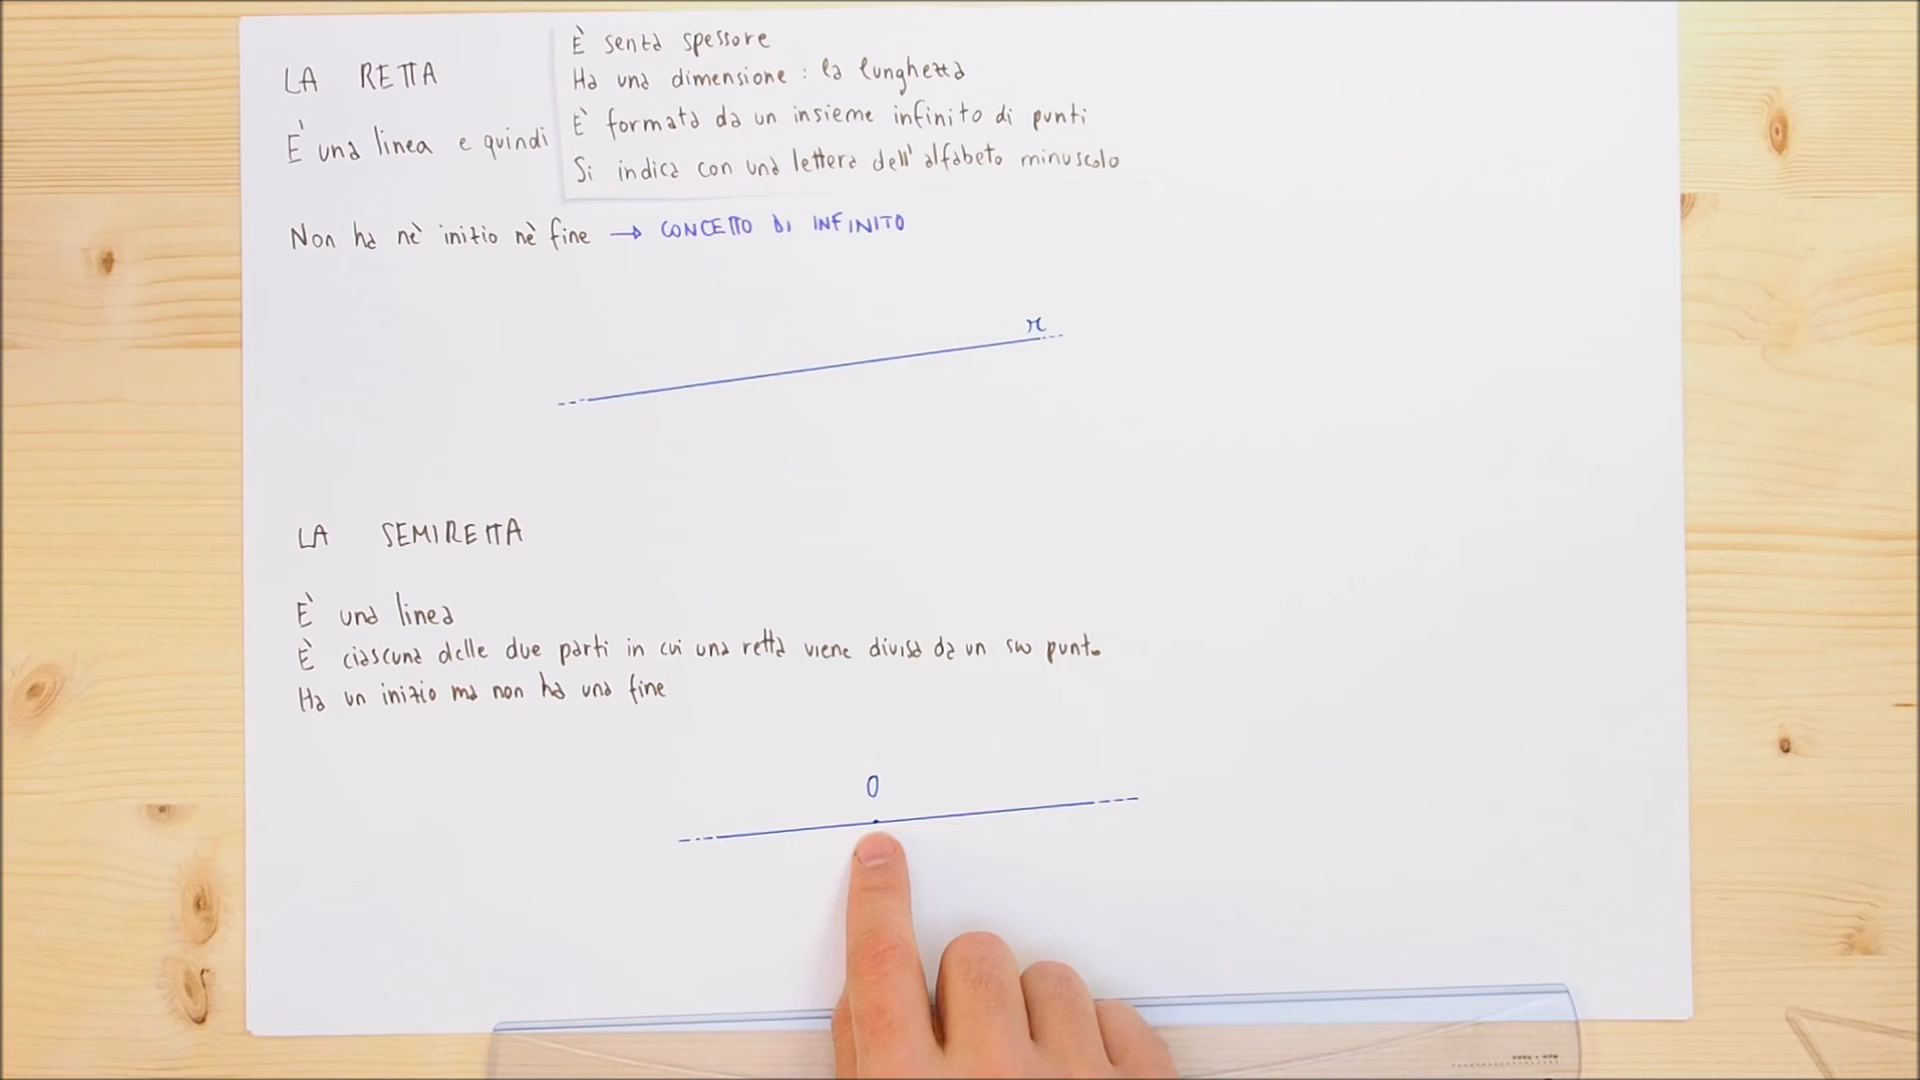 LA RETTA
È una linea e quindi
È senza spessore
Ha una dimensione : la lunghezza
È formata da un insieme infinito di punti
Si indica con una lettera dell'alfabeto minuscolo
Non ha nè inizio nè fine → CONCETTO DI INFINITO
r
LA SEMIRETTA
È una linea
È ciascuna delle due parti in cui una retta viene divisa da un suo punto
Ha un inizio ma non ha una fine
O